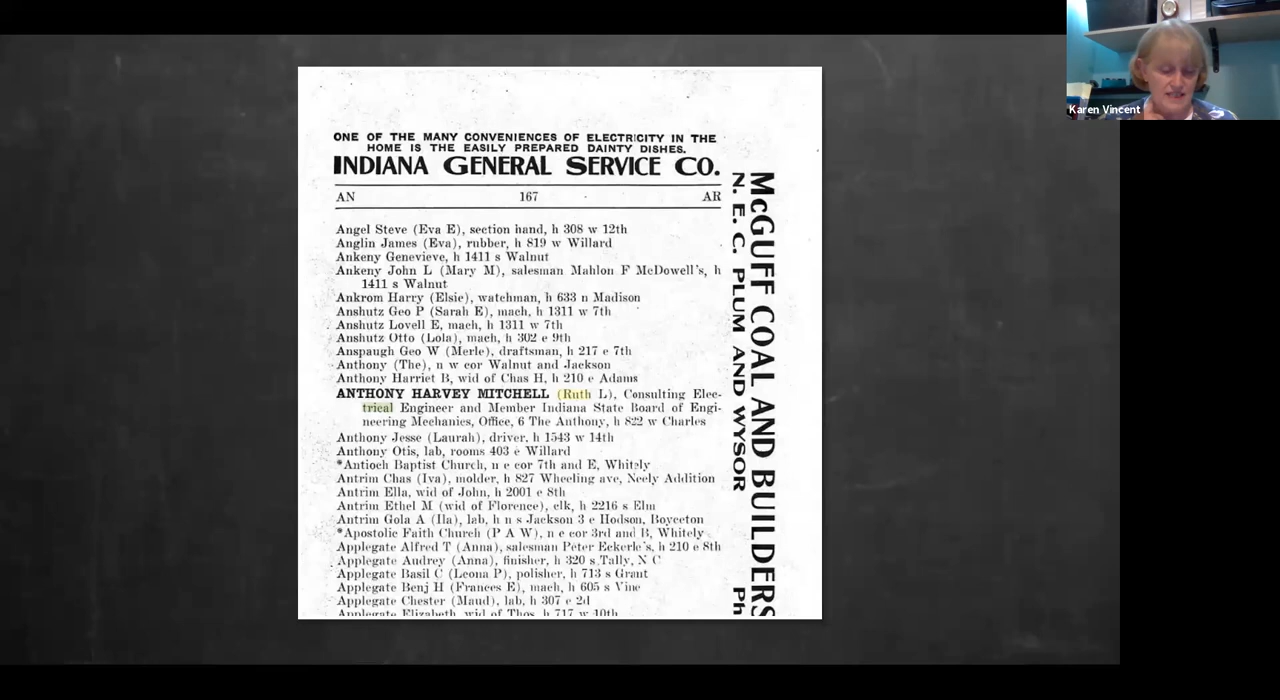 Karen Vincent
ONE OF THE MANY CONVENIENCES OF ELECTRICITY IN THE
HOME IS THE EASILY PREPARED DAINTY DISHES.
INDIANA GENERAL SERVICE CO.
AN 167 AR
Angel Steve (Eva E), section hand, h 308 w 12th
Anglin James (Eva), rubber, h 819 w Willard
Ankeny Genevieve, h 1411 s Walnut
Ankeny John L (Mary M), salesman Mahlon F McDowell's, h
1411 s Walnut
Ankrom Harry (Elsie), watchman, h 633 n Madison
Anshutz Geo P (Sarah E), mach, h 1311 w 7th
Anshutz Lovell E, mach, h 1311 w 7th
Anshutz Otto (Lola), mach, h 302 e 9th
Anspaugh Geo W (Merle), draftsman, h 217 e 7th
Anthony (The), n w cor Walnut and Jackson
Anthony Harriet B, wid of Chas H, h 210 e Adams
ANTHONY HARVEY MITCHELL (Ruth L), Consulting Elec-
trical Engineer and Member Indiana State Board of Engi-
neering Mechanics, Office, 6 The Anthony, h 822 w Charles
Anthony Jesse (Laurah), driver, h 1543 w 14th
Anthony Otis, lab, rooms 403 e Willard
*Antioch Baptist Church, n e cor 7th and E, Whitely
Antrim Chas (Iva), molder, h 827 Wheeling ave, Neely Addition
Antrim Ella, wid of John, h 2001 e 8th
Antrim Ethel M (wid of Florence), clk, h 2216 s Elm
Antrim Gola A (Ila), lab, h n s Jackson 3 e Hodson, Boyceton
*Apostolic Faith Church (P A W), n e cor 3rd and B, Whitely
Applegate Alfred T (Anna), salesman Peter Eckerle's, h 210 e 8th
Applegate Audrey (Anna), finisher, h 320 s Tally, N C
Applegate Basil C (Leona P), polisher, h 713 s Grant
Applegate Benj H (Frances E), mach, h 605 s Vine
Applegate Chester (Maud), lab, h 307 e 2d
Applegate Elizabeth, wid of Thos, h 717 w 10th
McGUFF COAL AND BUILDERS
N. E. C. PLUM AND WYSOR Ph